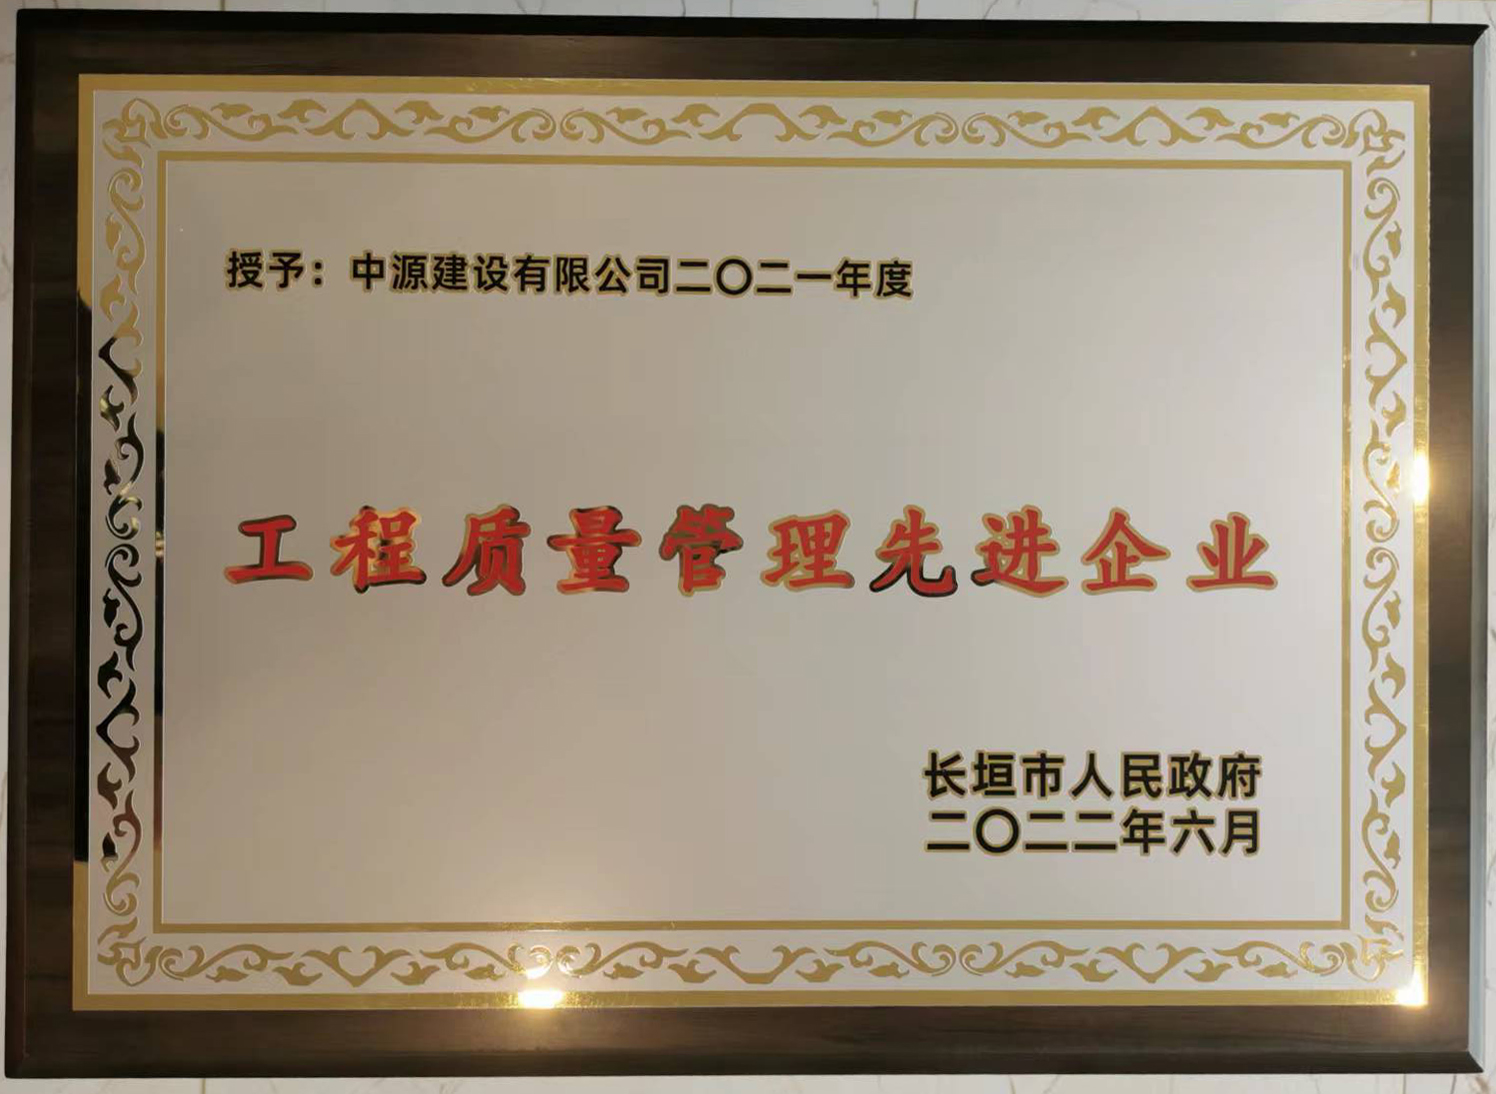 授予：中源建设有限公司二〇二一年度
工程质量管理先进企业
长垣市人民政府
二〇二二年六月